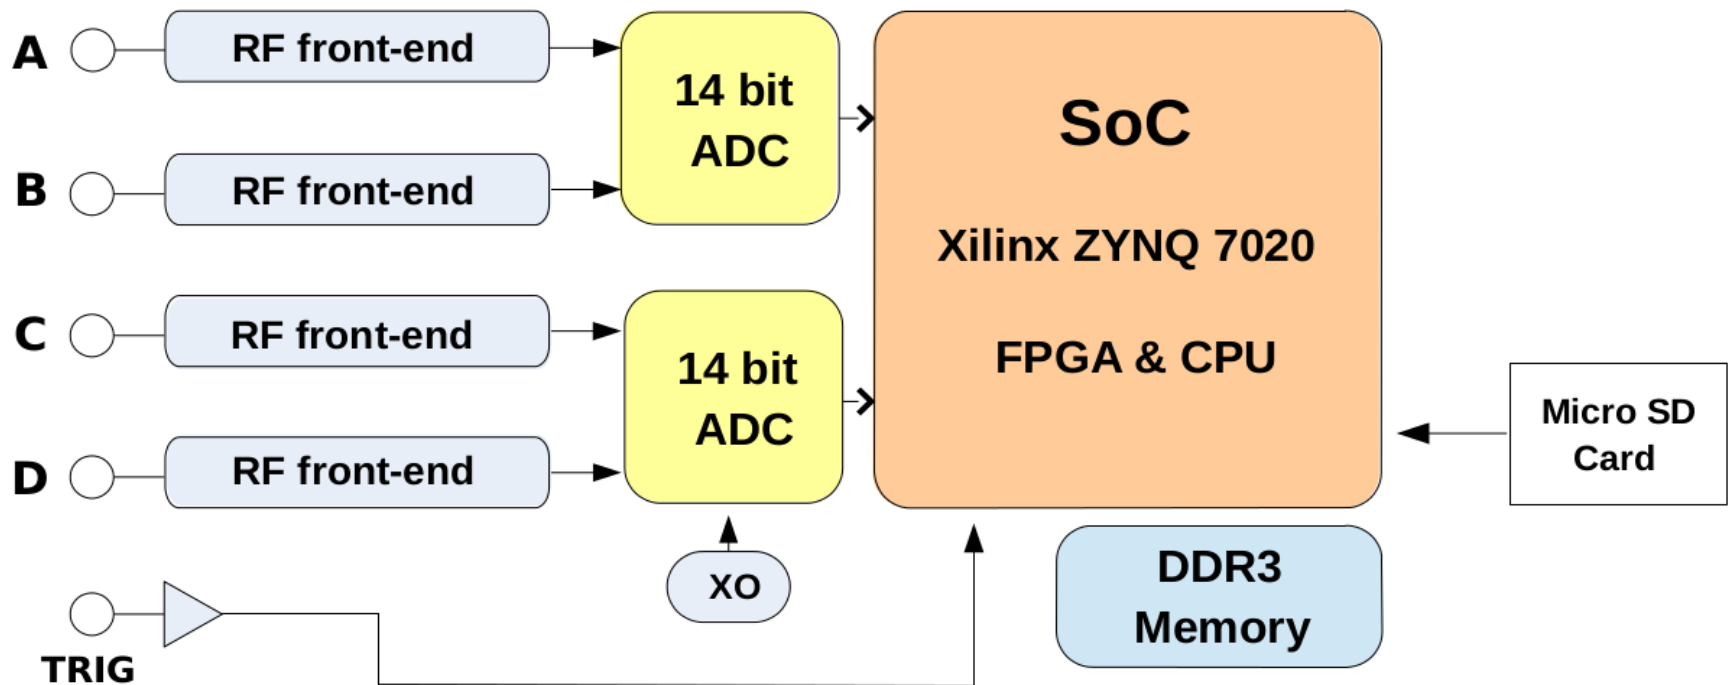 A
RF front-end
B
RF front-end
14 bit
ADC
C
RF front-end
D
RF front-end
14 bit
ADC
XO
TRIG
SoC
Xilinx ZYNQ 7020
FPGA & CPU
DDR3
Memory
Micro SD
Card